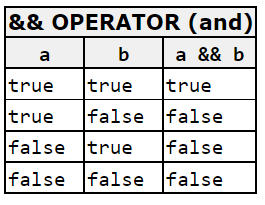 && OPERATOR (and)
a b a && b
true true true
true false false
false true false
false false false